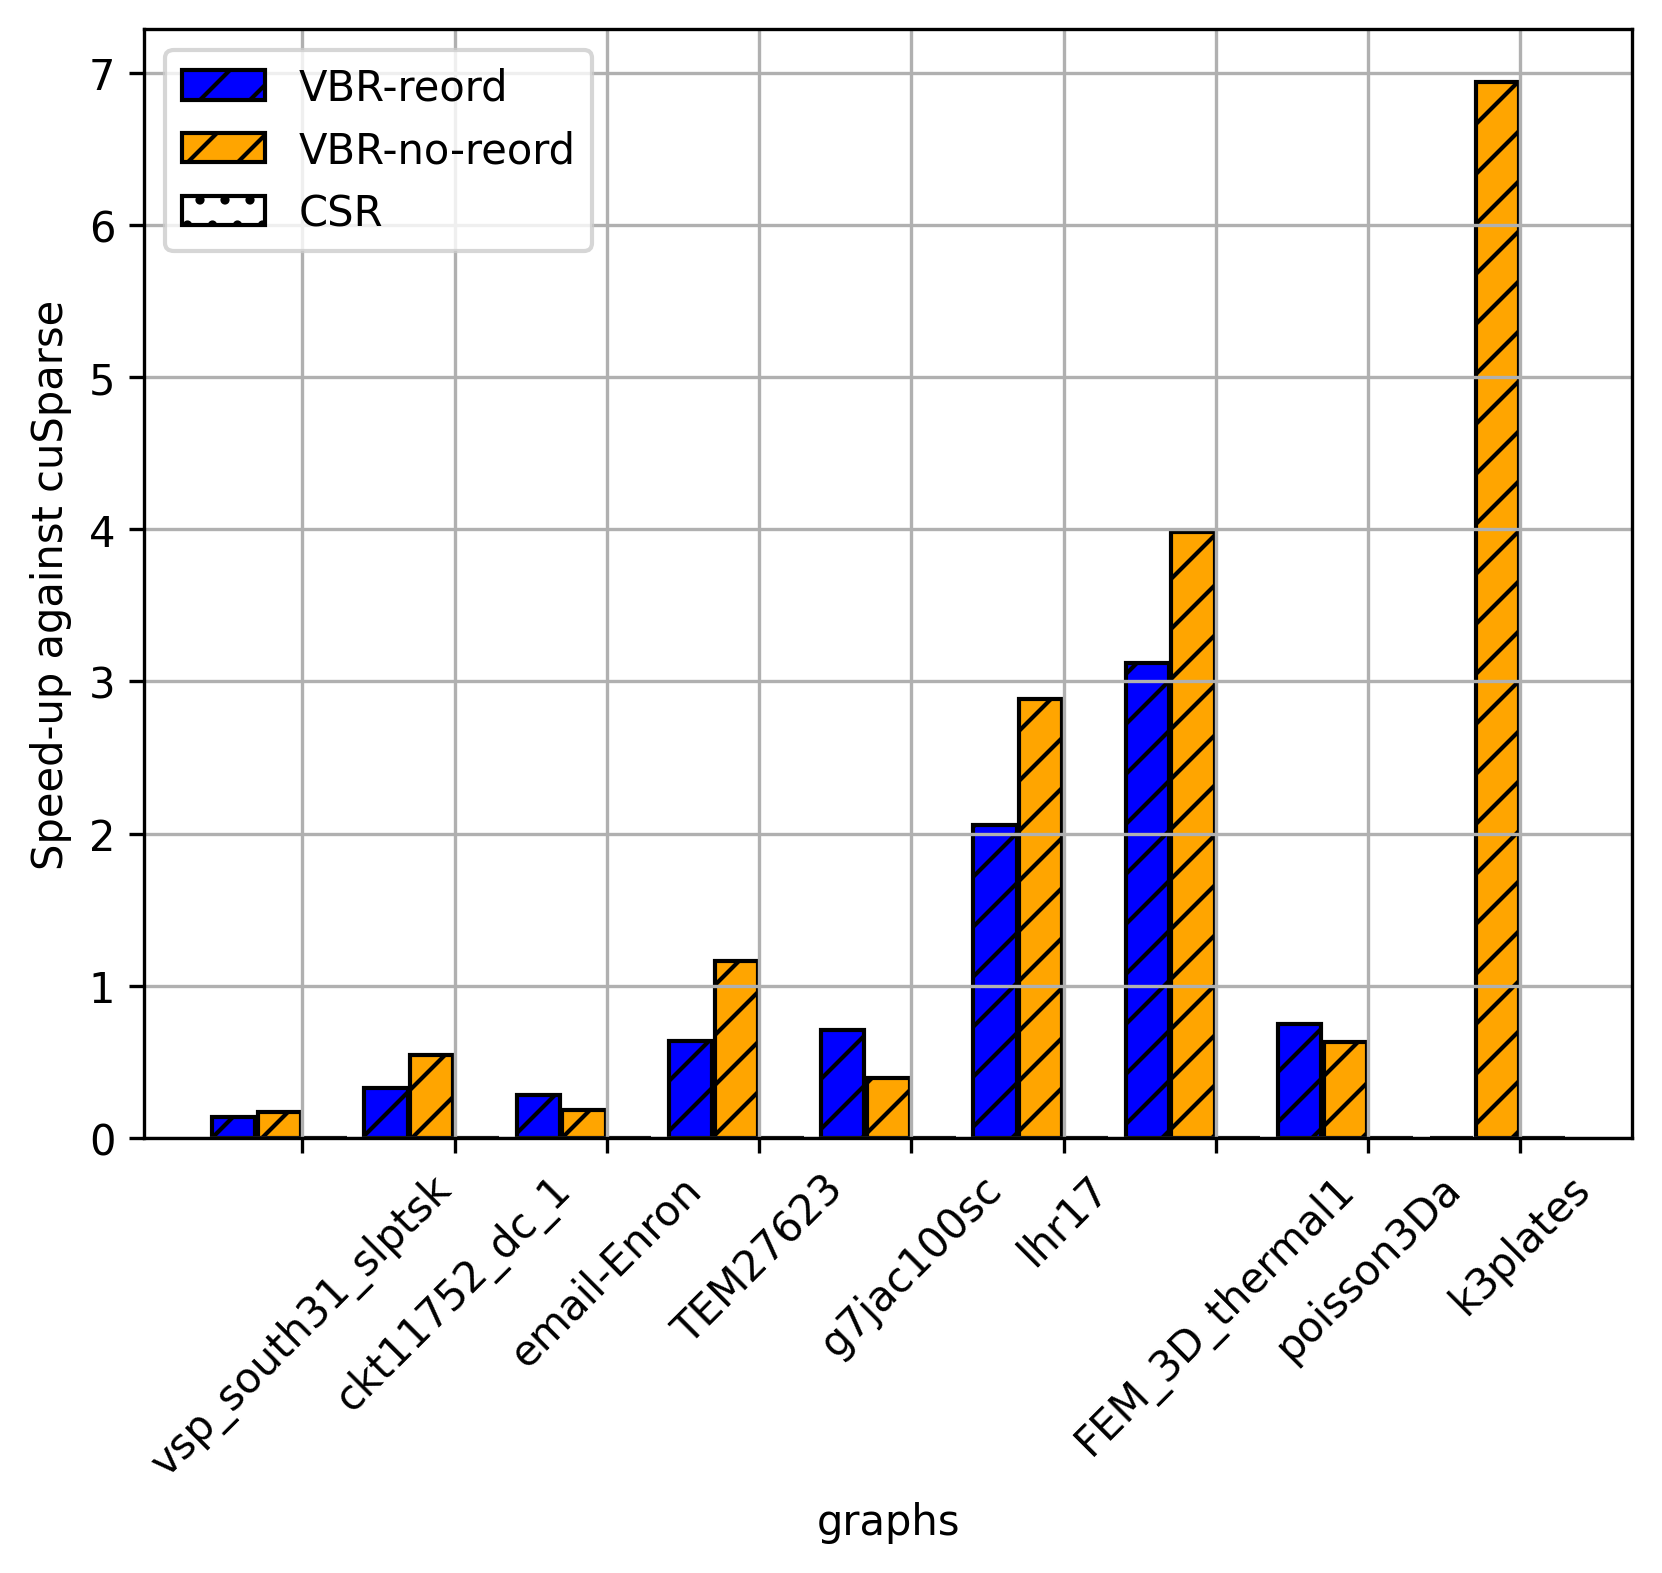 VBR-reord
VBR-no-reord
CSR
Speed-up against cuSparse
7
6
5
4
3
2
1
0
vsp_south31_slptsk
ckt11752_dc_1
email-Enron
TEM27623
g7jac100sc
lhr17
FEM_3D_thermal1
poisson3Da
k3plates
graphs